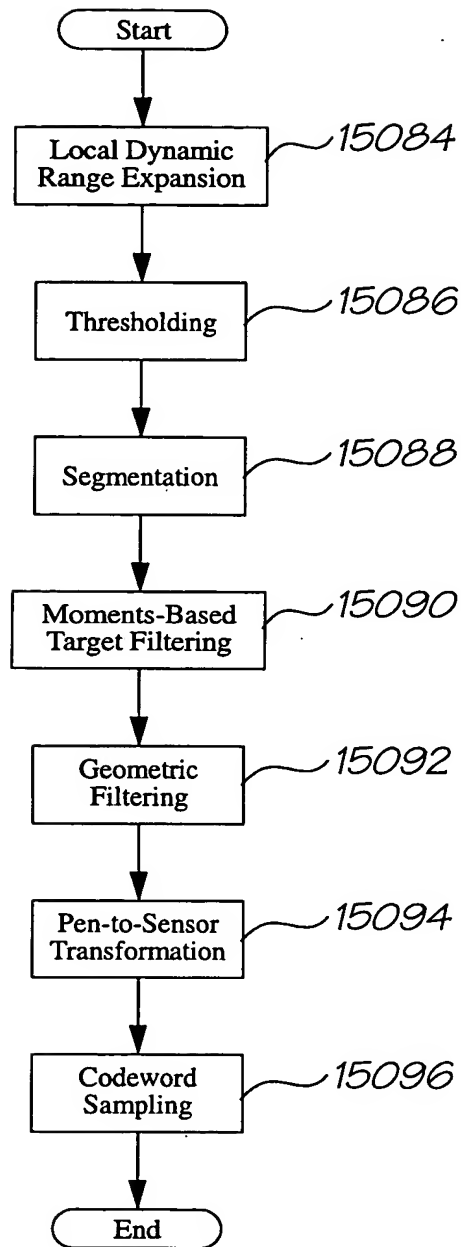 Start
Local Dynamic
Range Expansion
15084
Thresholding
15086
Segmentation
15088
Moments-Based
Target Filtering
15090
Geometric
Filtering
15092
Pen-to-Sensor
Transformation
15094
Codeword
Sampling
15096
End